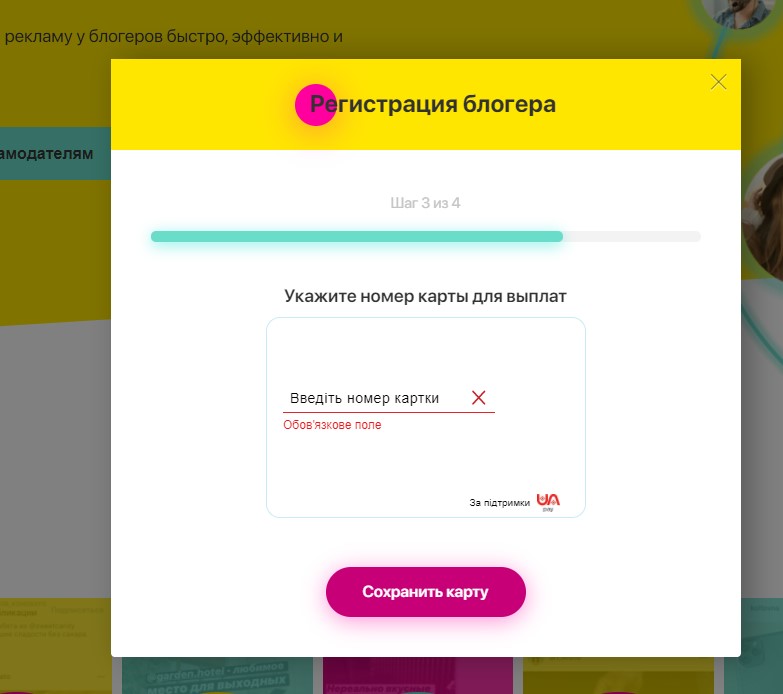 рекламу у блогеров быстро, эффективно и
Регистрация блогера
амодателям
Шаг 3 из 4
Укажите номер карты для выплат
Введіть номер картки
Обов'язкове поле
За підтримки UA
pay
Сохранить карту
@garden.hotel - любимое
место для выходных